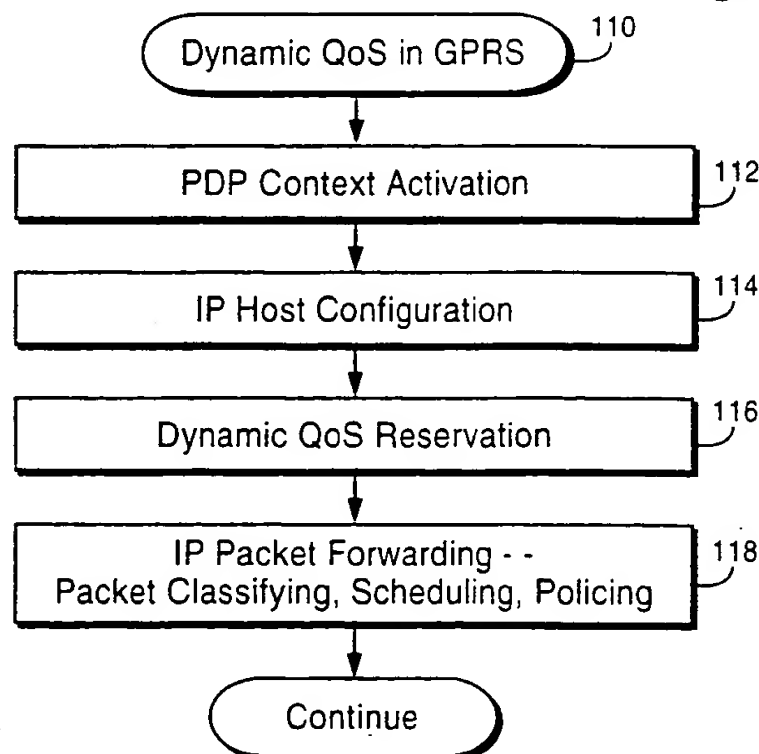 Dynamic QoS in GPRS
110
PDP Context Activation
112
IP Host Configuration
114
Dynamic QoS Reservation
116
IP Packet Forwarding - -
Packet Classifying, Scheduling, Policing
118
Continue